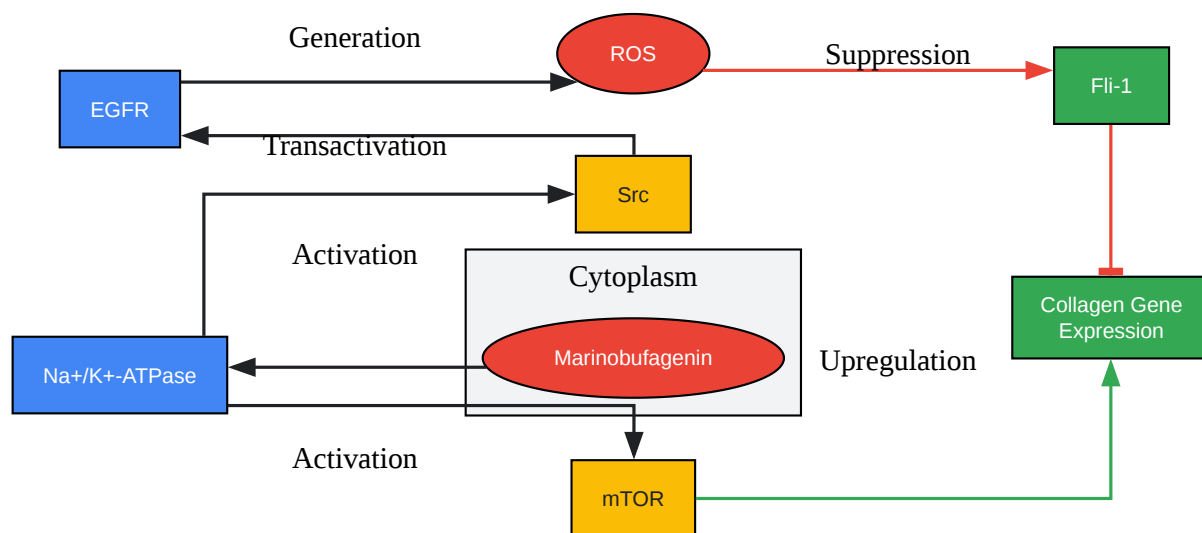 Generation
ROS
Suppression
Fli-1
EGFR
Transactivation
Src
Activation
Cytoplasm
Collagen Gene
Expression
Marinobufagenin
Upregulation
Na+/K+-ATPase
Activation
mTOR